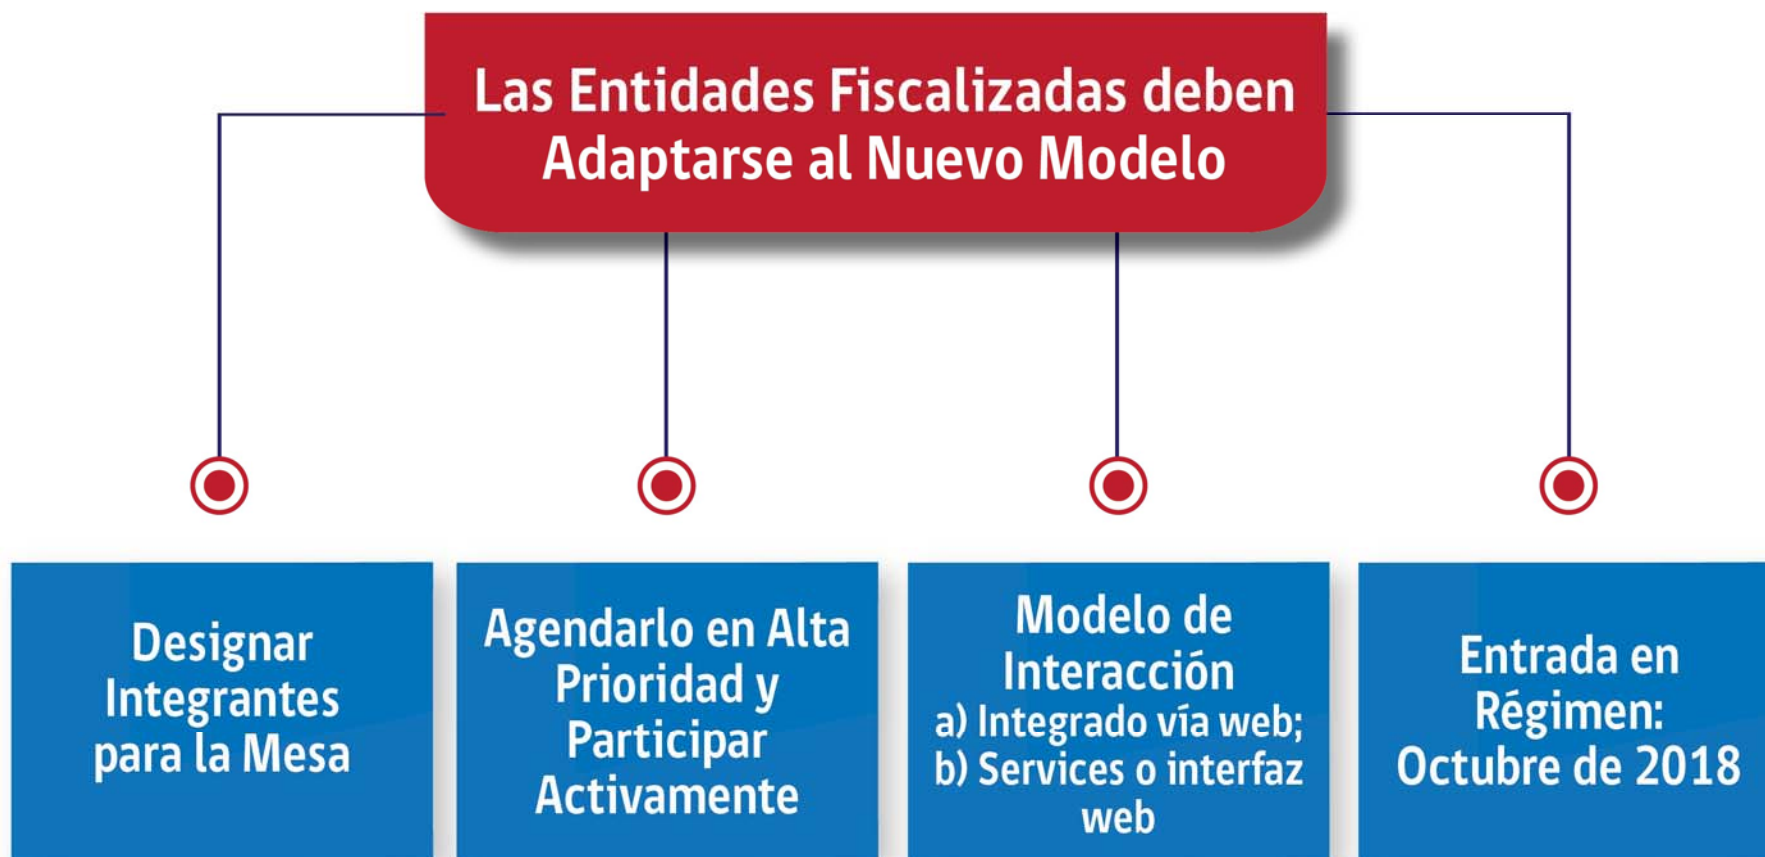 Las Entidades Fiscalizadas deben
Adaptarse al Nuevo Modelo
Designar
Integrantes
para la Mesa
Agendarlo en Alta
Prioridad y
Participar
Activamente
Modelo de
Interacción
a) Integrado vía web;
b) Services o interfaz
web
Entrada en
Régimen:
Octubre de 2018